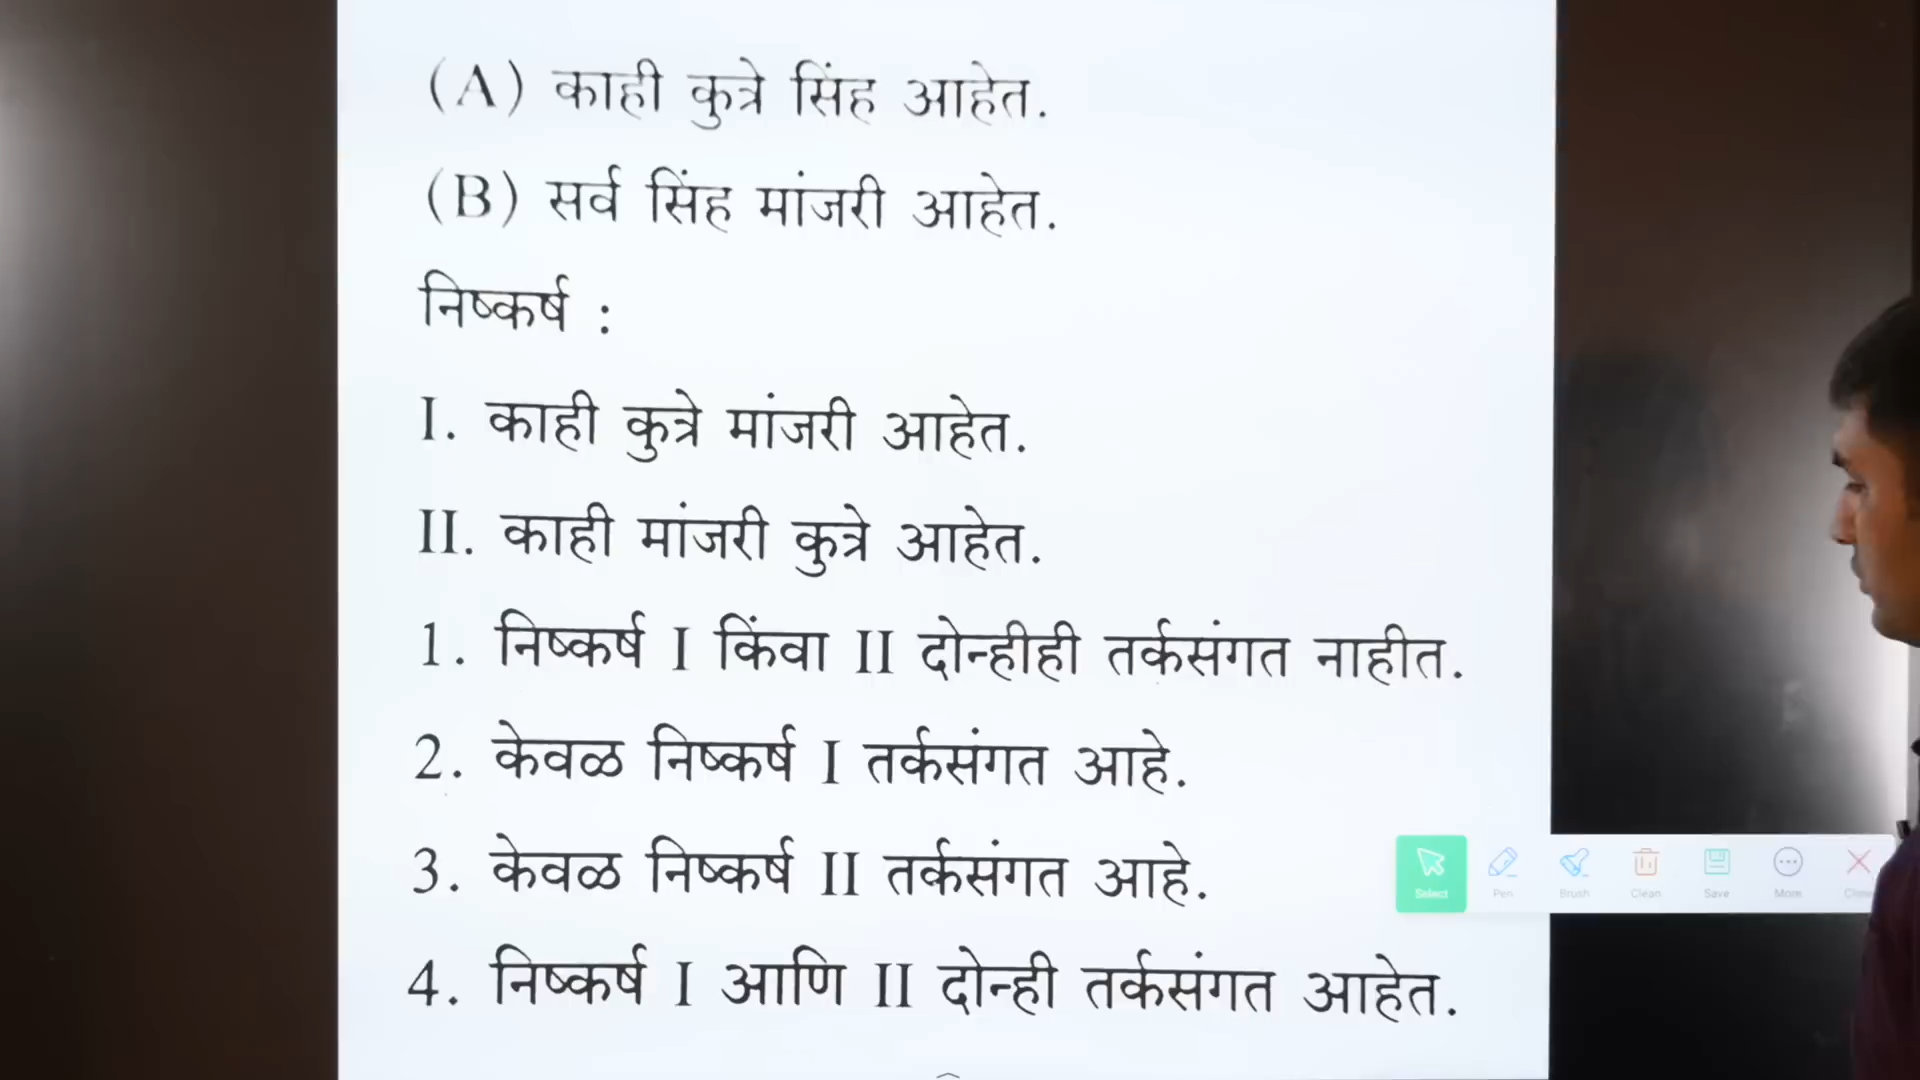 (A) काही कुत्रे सिंह आहेत.
(B) सर्व सिंह मांजरी आहेत.
निष्कर्ष :
I. काही कुत्रे मांजरी आहेत.
II. काही मांजरी कुत्रे आहेत.
1. निष्कर्ष I किंवा II दोन्हीही तर्कसंगत नाहीत.
2. केवळ निष्कर्ष I तर्कसंगत आहे.
3. केवळ निष्कर्ष II तर्कसंगत आहे.
4. निष्कर्ष I आणि II दोन्ही तर्कसंगत आहेत.
Select Pen Brush Clean Save More